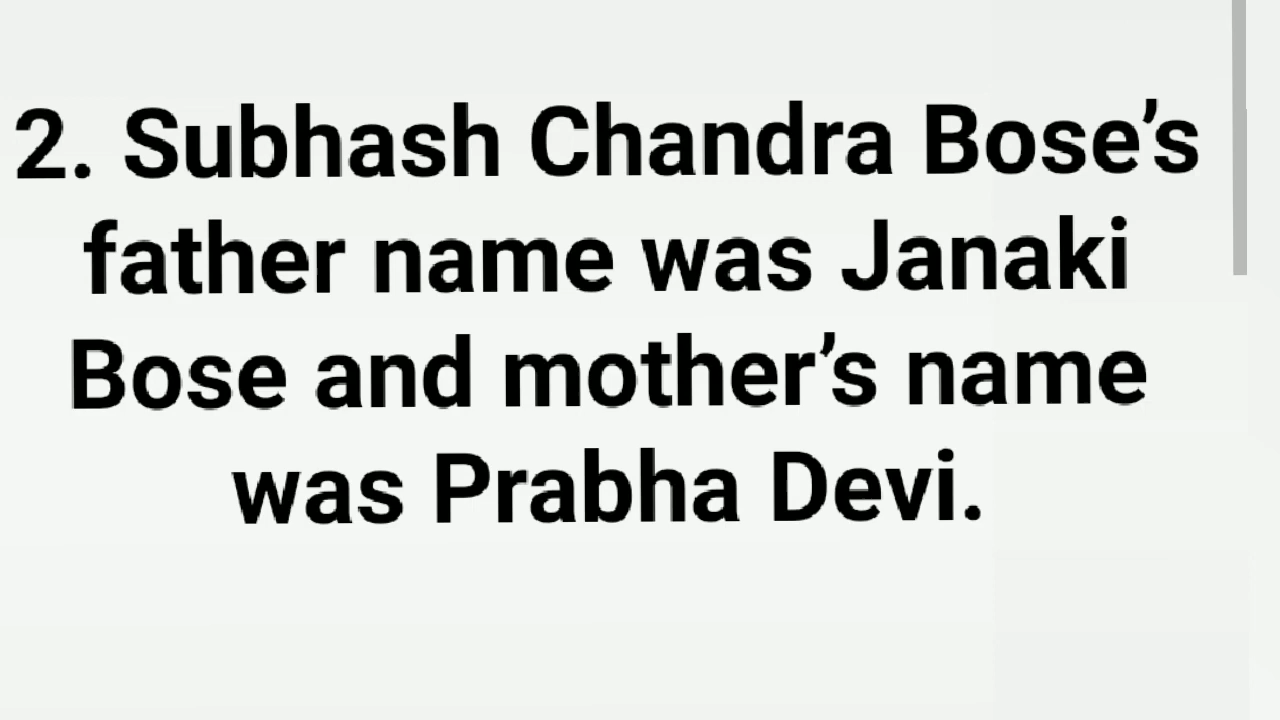 2. Subhash Chandra Bose’s
father name was Janaki
Bose and mother’s name
was Prabha Devi.